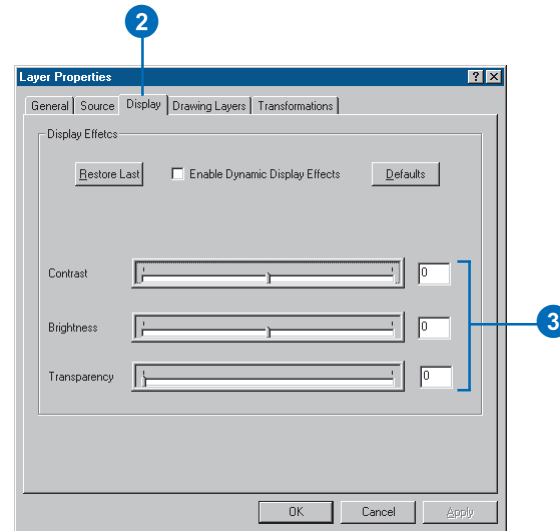 2
Layer Properties
? X
General Source Display Drawing Layers Transformations
Display Effetcs
Restore Last Enable Dynamic Display Effects Defaults
Contrast 0
Brightness 0
3
Transparency 0
OK Cancel Apply